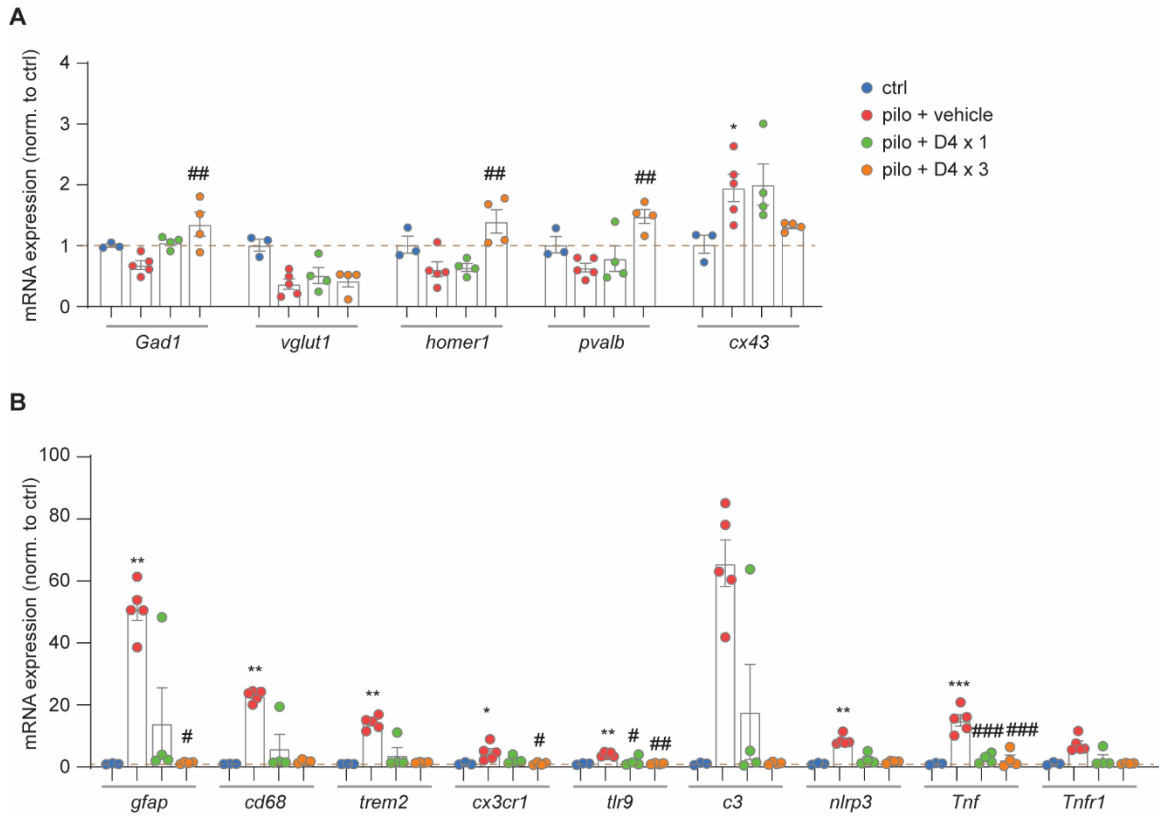 A
mRNA expression (norm. to ctrl)
4
3
2
1
0
## ## ## *
ctrl
pilo + vehicle
pilo + D4 x 1
pilo + D4 x 3
Gad1 vglut1 homer1 pvalb cx43
B
mRNA expression (norm. to ctrl)
100
80
60
40
20
0
** # ** ** * # ** # ## ** *** ### ###
gfap cd68 trem2 cx3cr1 tlr9 c3 nlrp3 Tnf Tnfr1